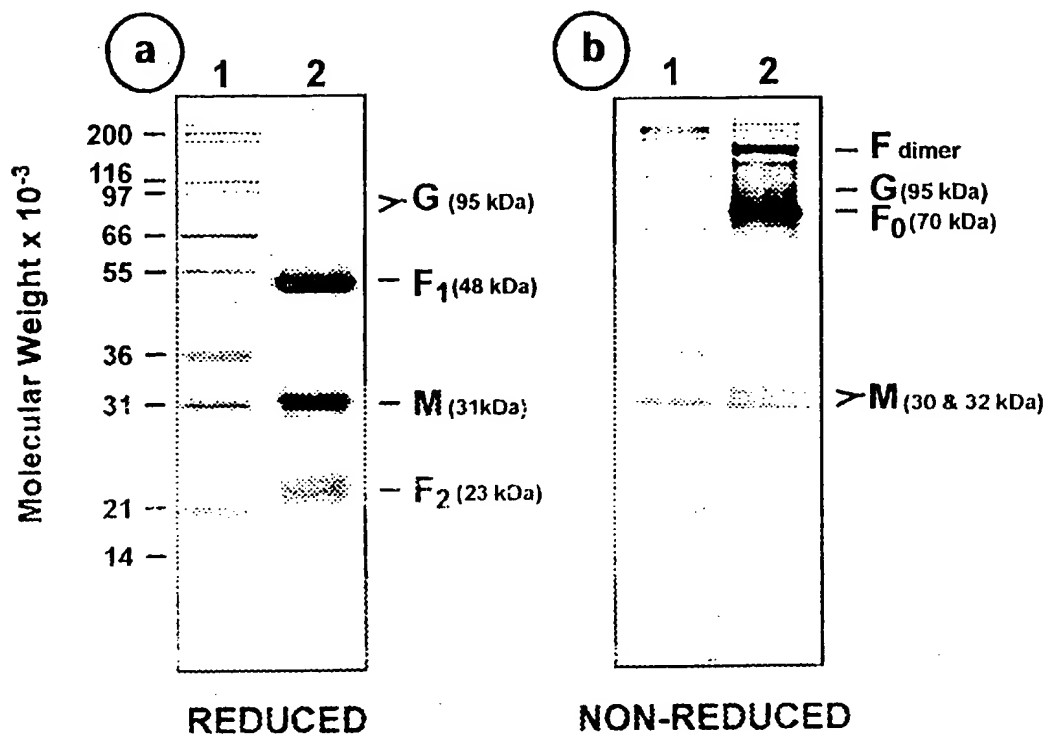 a
1 2
Molecular Weight x 10⁻³
200 –
116 –
97 –
66 –
55 –
36 –
31 –
21 –
14 –
> G (95 kDa)
– F₁ (48 kDa)
– M (31kDa)
– F₂ (23 kDa)
REDUCED
b
1 2
– F dimer
– G (95 kDa)
– F₀ (70 kDa)
> M (30 & 32 kDa)
NON-REDUCED